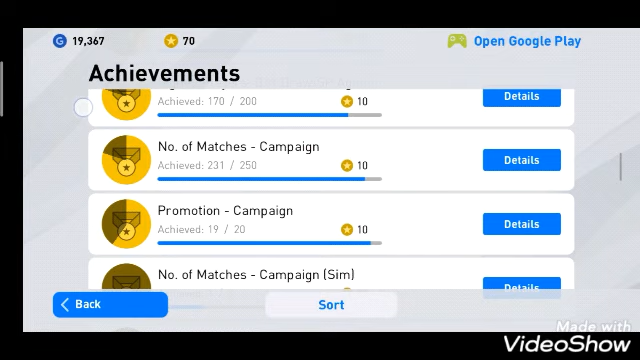 G 19,367 70 Open Google Play
Achievements
Achieved: 170 / 200 10 Details
No. of Matches - Campaign
Achieved: 231 / 250 10 Details
Promotion - Campaign
Achieved: 19 / 20 10 Details
No. of Matches - Campaign (Sim)
Details
Back Sort
Made with
VideoShow